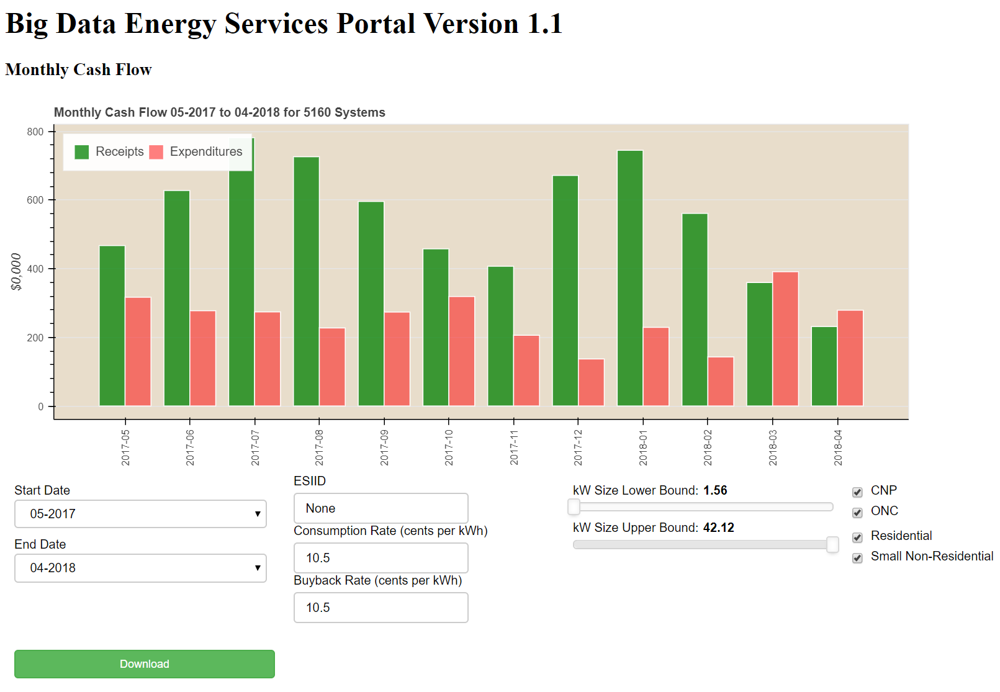 Big Data Energy Services Portal Version 1.1
Monthly Cash Flow
Monthly Cash Flow 05-2017 to 04-2018 for 5160 Systems
Receipts Expenditures
$0,000
800
600
400
200
0
2017-05 2017-06 2017-07 2017-08 2017-09 2017-10 2017-11 2017-12 2018-01 2018-02 2018-03 2018-04
Start Date
05-2017
End Date
04-2018
ESIID
None
Consumption Rate (cents per kWh)
10.5
Buyback Rate (cents per kWh)
10.5
kW Size Lower Bound: 1.56
kW Size Upper Bound: 42.12
CNP
ONC
Residential
Small Non-Residential
Download